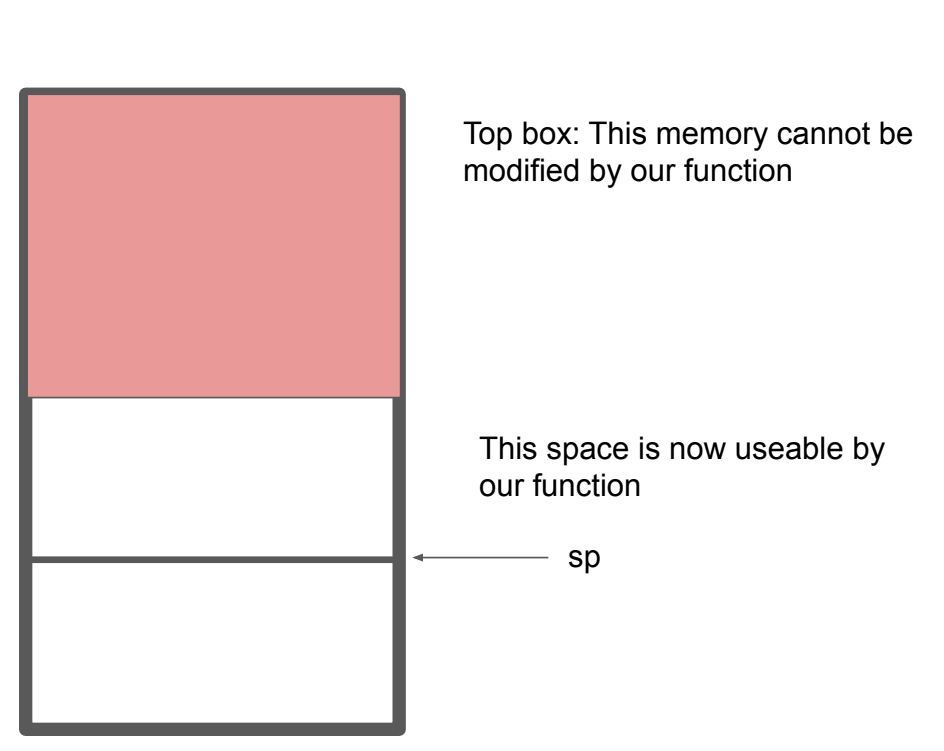 Top box: This memory cannot be
modified by our function
This space is now useable by
our function
sp